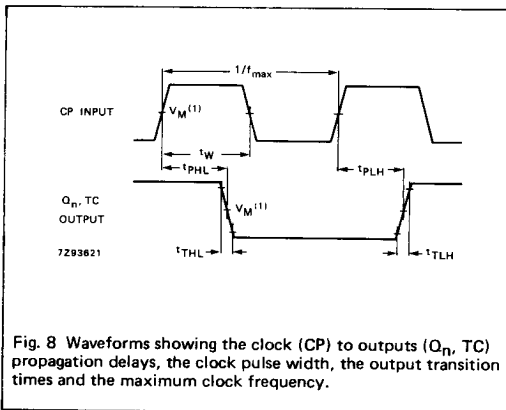 1/fmax
CP INPUT
VM(1)
tW
tPHL
tPLH
Qn, TC
OUTPUT
VM(1)
7Z93621
tTHL
tTLH
Fig. 8 Waveforms showing the clock (CP) to outputs (Qn, TC)
propagation delays, the clock pulse width, the output transition
times and the maximum clock frequency.